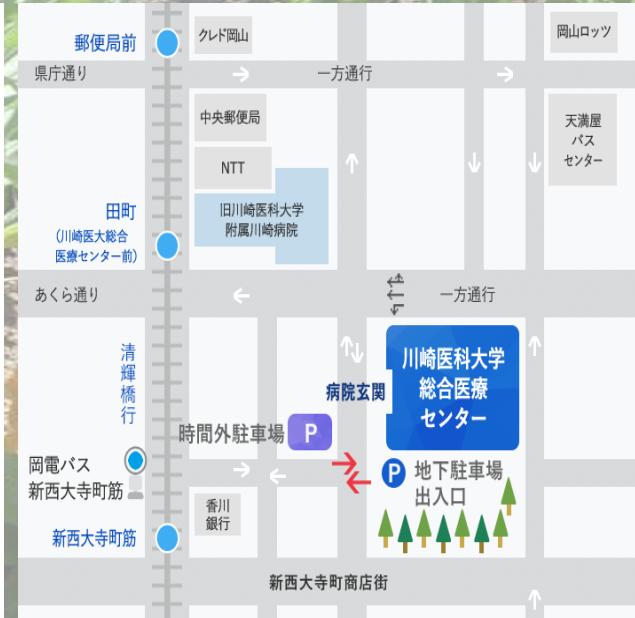 郵便局前
クレド岡山
岡山ロッツ
県庁通り
一方通行
中央郵便局
天満屋
バス
センター
NTT
田町
(川崎医大総合
医療センター前)
旧川崎医科大学
附属川崎病院
あくら通り
一方通行
清輝橋行
川崎医科大学
総合医療
センター
病院玄関
時間外駐車場
P
岡電バス
新西大寺町筋
P
地下駐車場
出入口
香川
銀行
新西大寺町筋
新西大寺町商店街